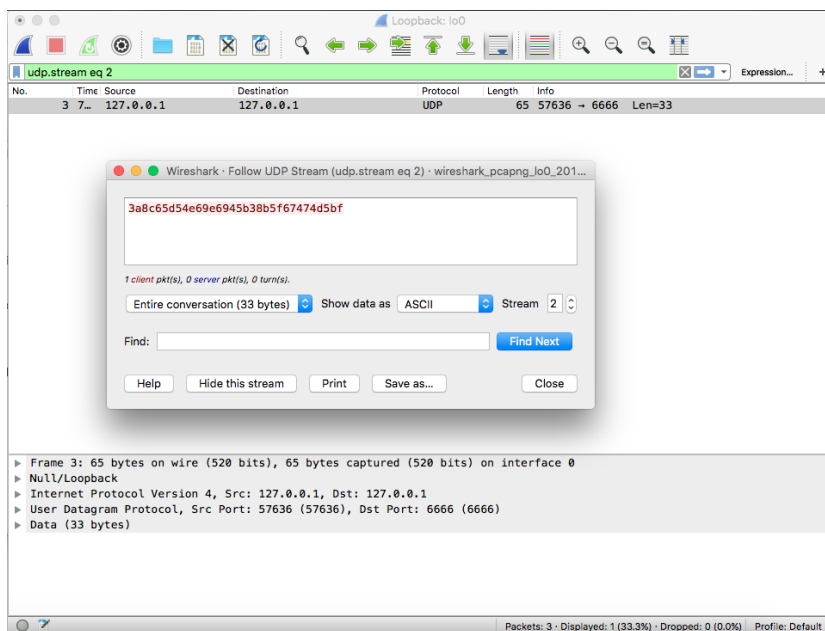 Loopback: lo0
udp.stream eq 2
Expression... +
No. Time Source Destination Protocol Length Info
3 7... 127.0.0.1 127.0.0.1 UDP 65 57636 → 6666 Len=33
Wireshark · Follow UDP Stream (udp.stream eq 2) · wireshark_pcapng_lo0_201...
3a8c65d54e69e6945b38b5f67474d5bf
1 client pkt(s), 0 server pkt(s), 0 turn(s).
Entire conversation (33 bytes) Show data as ASCII Stream 2
Find: Find Next
Help Hide this stream Print Save as... Close
Frame 3: 65 bytes on wire (520 bits), 65 bytes captured (520 bits) on interface 0
Null/Loopback
Internet Protocol Version 4, Src: 127.0.0.1, Dst: 127.0.0.1
User Datagram Protocol, Src Port: 57636 (57636), Dst Port: 6666 (6666)
Data (33 bytes)
Packets: 3 · Displayed: 1 (33.3%) · Dropped: 0 (0.0%) Profile: Default